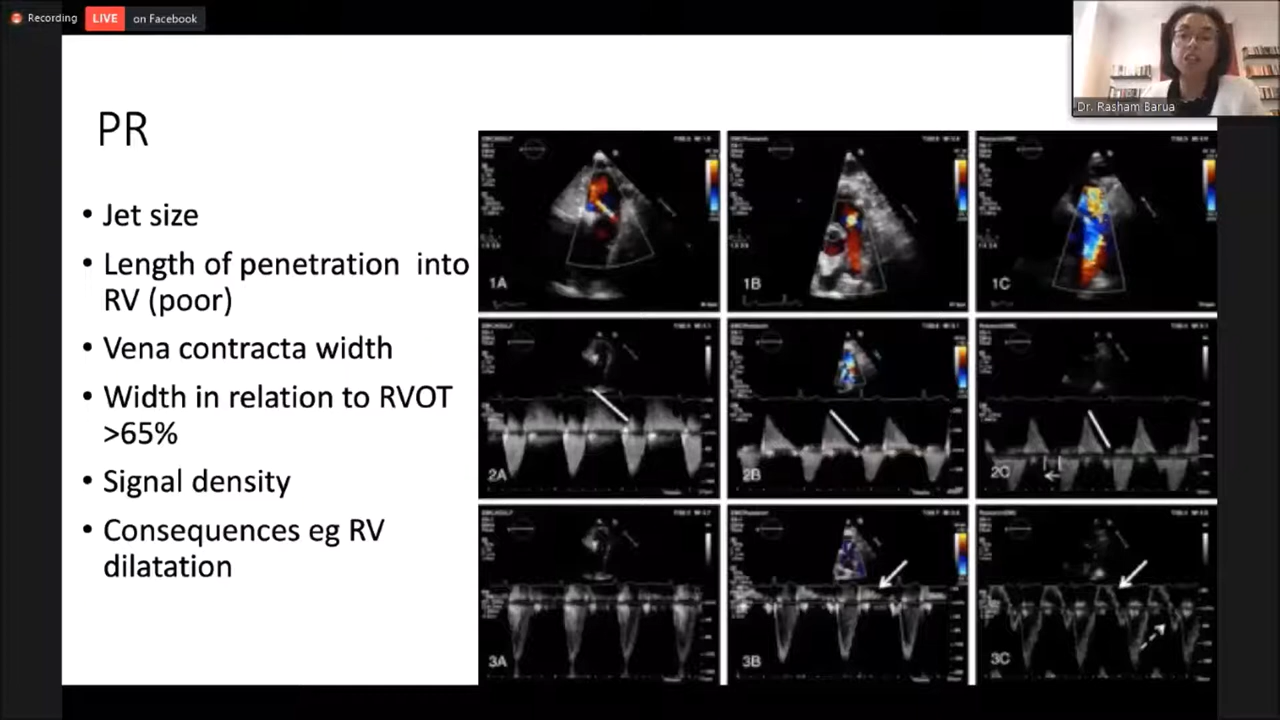 Recording
LIVE on Facebook
Dr. Rasham Barua
PR
• Jet size
• Length of penetration into
RV (poor)
• Vena contracta width
• Width in relation to RVOT
>65%
• Signal density
• Consequences eg RV
dilatation
1A
1B
1C
2A
2B
2C
3A
3B
3C